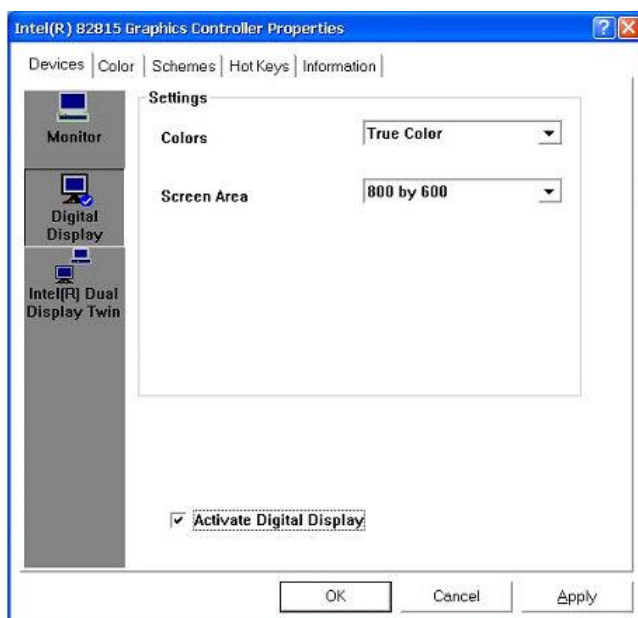 Intel(R) 82815 Graphics Controller Properties
Devices Color Schemes Hot Keys Information
Settings
Monitor
Colors
True Color
Screen Area
800 by 600
Digital
Display
Intel(R) Dual
Display Twin
Activate Digital Display
OK Cancel Apply